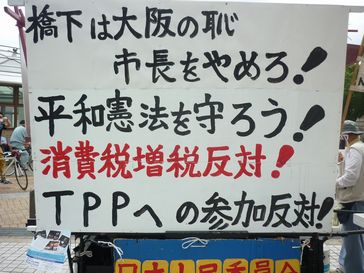 橋下は大阪の恥
市長をやめろ！
平和憲法を守ろう！
消費税増税反対！
TPPへの参加反対！